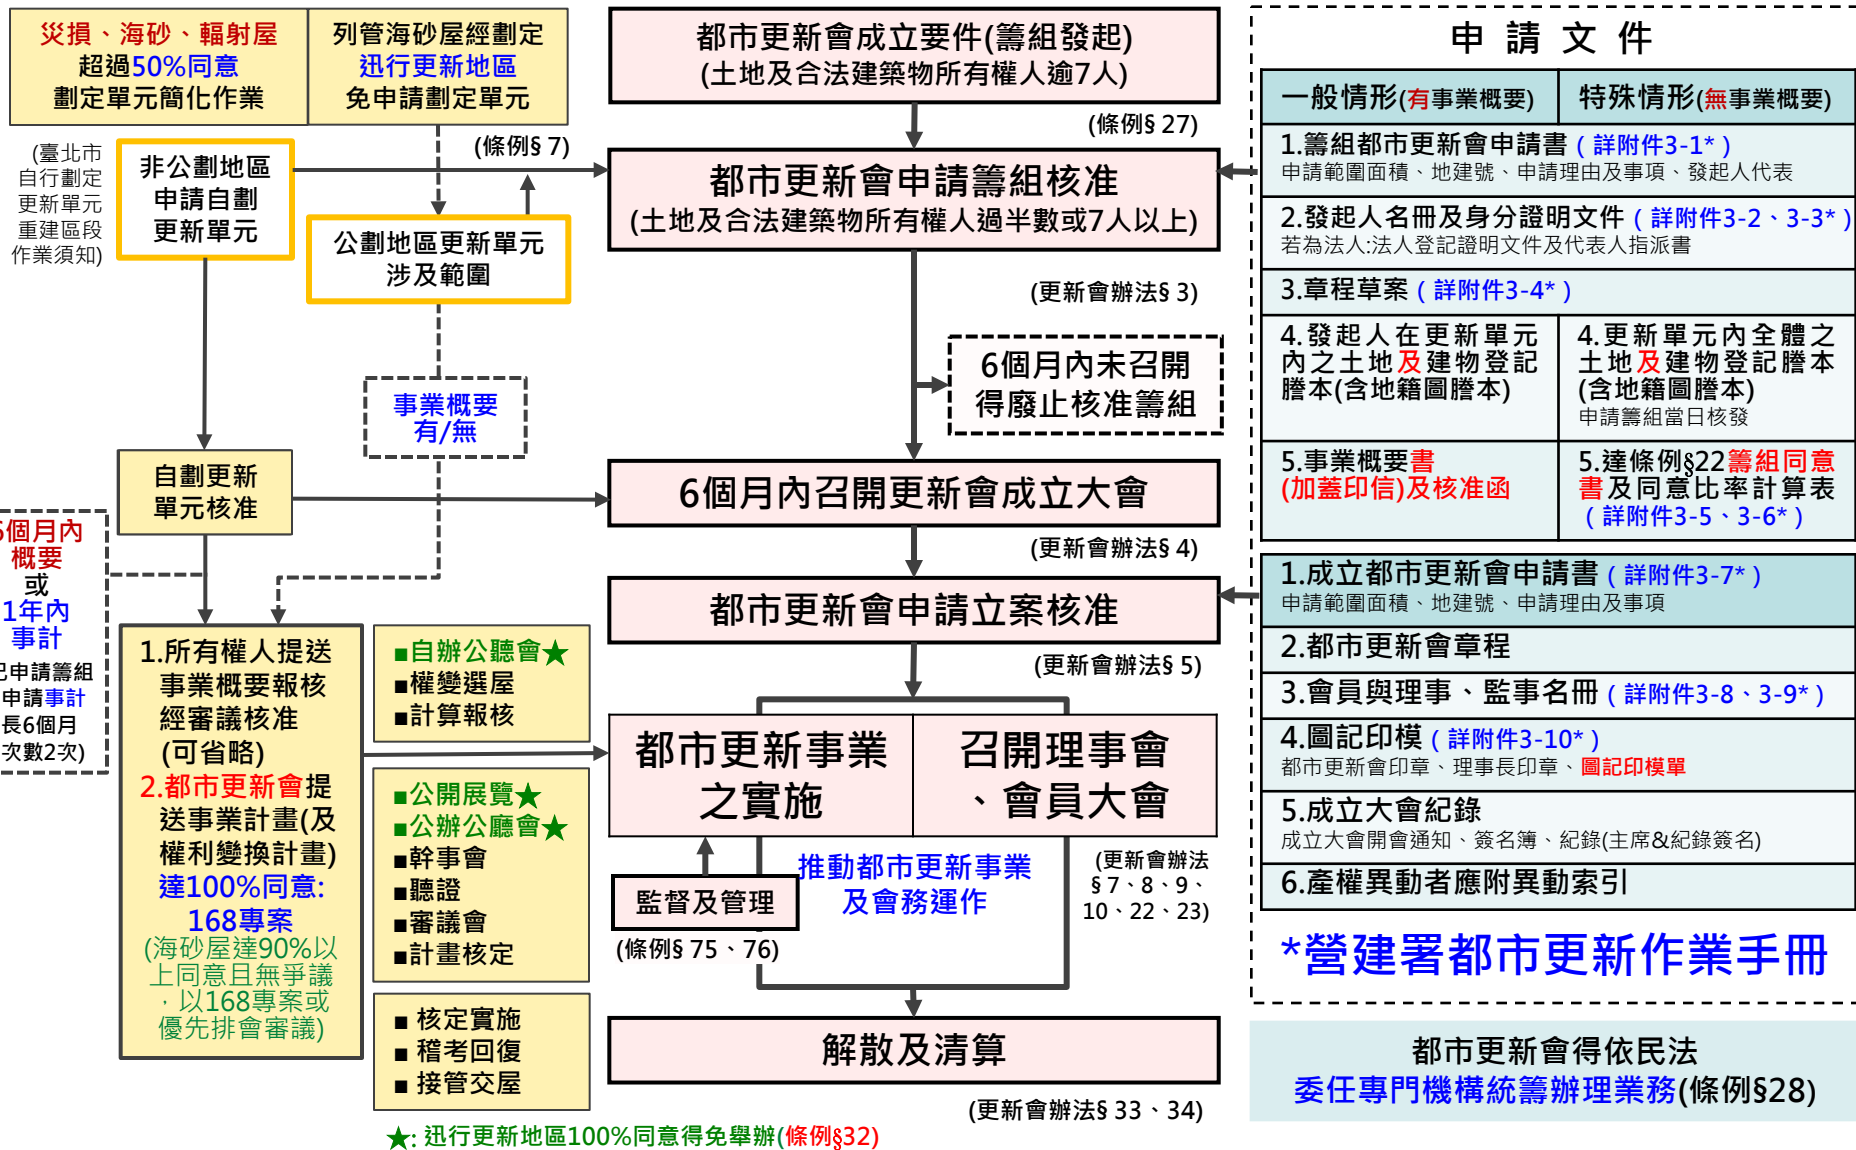 災損、海砂、輻射屋
超過50%同意
劃定單元簡化作業
列管海砂屋經劃定
迅行更新地區
免申請劃定單元
(條例§ 7)
(臺北市
自行劃定
更新單元
重建區段
作業須知)
非公劃地區
申請自劃
更新單元
公劃地區更新單元
涉及範圍
事業概要
有/無
自劃更新
單元核准
6個月內
概要
或
1年內
事計
已申請籌組
申請事計
長6個月
次數2次)
1.所有權人提送
事業概要報核
經審議核准
(可省略)
2.都市更新會提
送事業計畫(及
權利變換計畫)
達100%同意:
168專案
(海砂屋達90%以
上同意且無爭議
，以168專案或
優先排會審議)
■自辦公聽會★
■權變選屋
■計算報核
■公開展覽★
■公辦公廳會★
■幹事會
■聽證
■審議會
■計畫核定
■ 核定實施
■ 稽考回復
■ 接管交屋
★: 迅行更新地區100%同意得免舉辦(條例§32)
都市更新會成立要件(籌組發起)
(土地及合法建築物所有權人逾7人)
(條例§ 27)
都市更新會申請籌組核准
(土地及合法建築物所有權人過半數或7人以上)
(更新會辦法§ 3)
6個月內未召開
得廢止核准籌組
6個月內召開更新會成立大會
(更新會辦法§ 4)
都市更新會申請立案核准
(更新會辦法§ 5)
都市更新事業
之實施
召開理事會
、會員大會
推動都市更新事業
及會務運作
監督及管理
(條例§ 75、76)
(更新會辦法
§ 7、8、9、
10、22、23)
解散及清算
(更新會辦法§ 33、34)
申 請 文 件
一般情形(有事業概要)
特殊情形(無事業概要)
1.籌組都市更新會申請書（詳附件3-1*）
申請範圍面積、地建號、申請理由及事項、發起人代表
2.發起人名冊及身分證明文件（詳附件3-2、3-3*）
若為法人:法人登記證明文件及代表人指派書
3.章程草案（詳附件3-4*）
4.發起人在更新單元
內之土地及建物登記
謄本(含地籍圖謄本)
4.更新單元內全體之
土地及建物登記謄本
(含地籍圖謄本)
申請籌組當日核發
5.事業概要書
(加蓋印信)及核准函
5.達條例§22籌組同意
書及同意比率計算表
（詳附件3-5、3-6*）
1.成立都市更新會申請書（詳附件3-7*）
申請範圍面積、地建號、申請理由及事項
2.都市更新會章程
3.會員與理事、監事名冊（詳附件3-8、3-9*）
4.圖記印模（詳附件3-10*）
都市更新會印章、理事長印章、圖記印模單
5.成立大會紀錄
成立大會開會通知、簽名簿、紀錄(主席&紀錄簽名)
6.產權異動者應附異動索引
*營建署都市更新作業手冊
都市更新會得依民法
委任專門機構統籌辦理業務(條例§28)